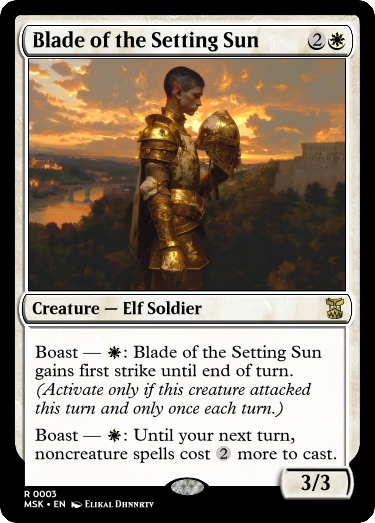 Blade of the Setting Sun 2
Creature — Elf Soldier
Boast — : Blade of the Setting Sun
gains first strike until end of turn.
(Activate only if this creature attacked
this turn and only once each turn.)
Boast — : Until your next turn,
noncreature spells cost 2 more to cast.
3/3
R 0003
MSK • EN Elikal Dhnnrtv